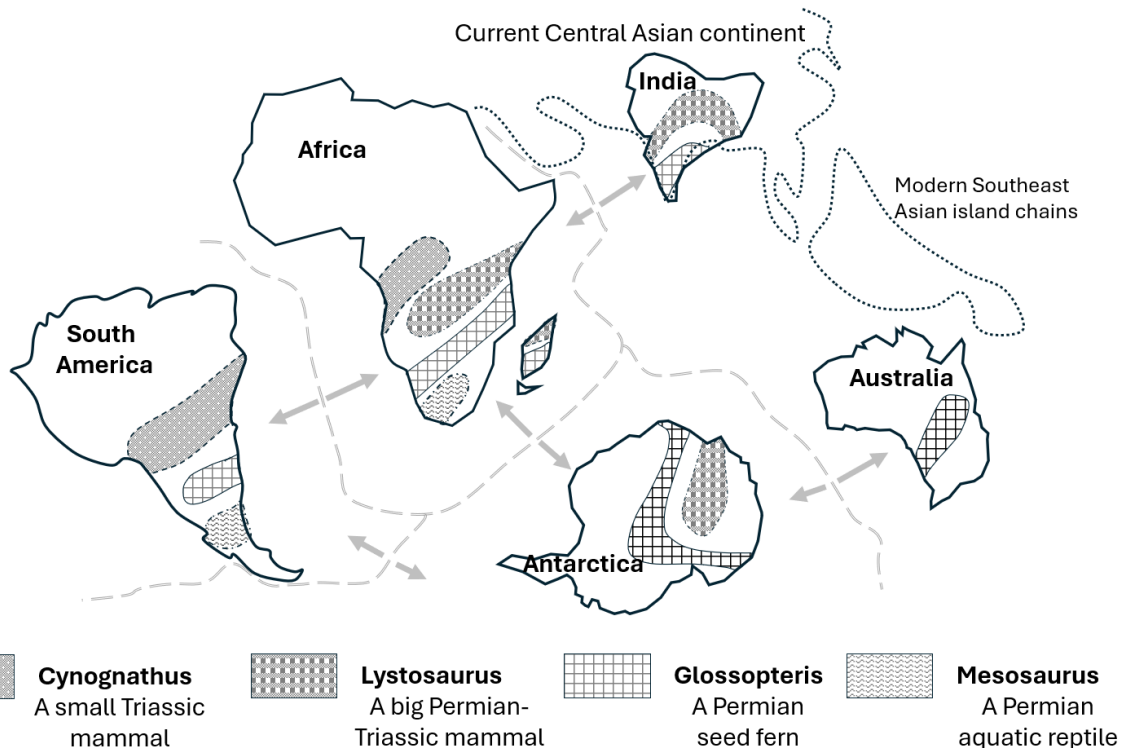 Current Central Asian continent
India
Africa
Modern Southeast
Asian island chains
South
America
Australia
Antarctica
Cynognathus
A small Triassic
mammal
Lystosaurus
A big Permian-
Triassic mammal
Glossopteris
A Permian
seed fern
Mesosaurus
A Permian
aquatic reptile